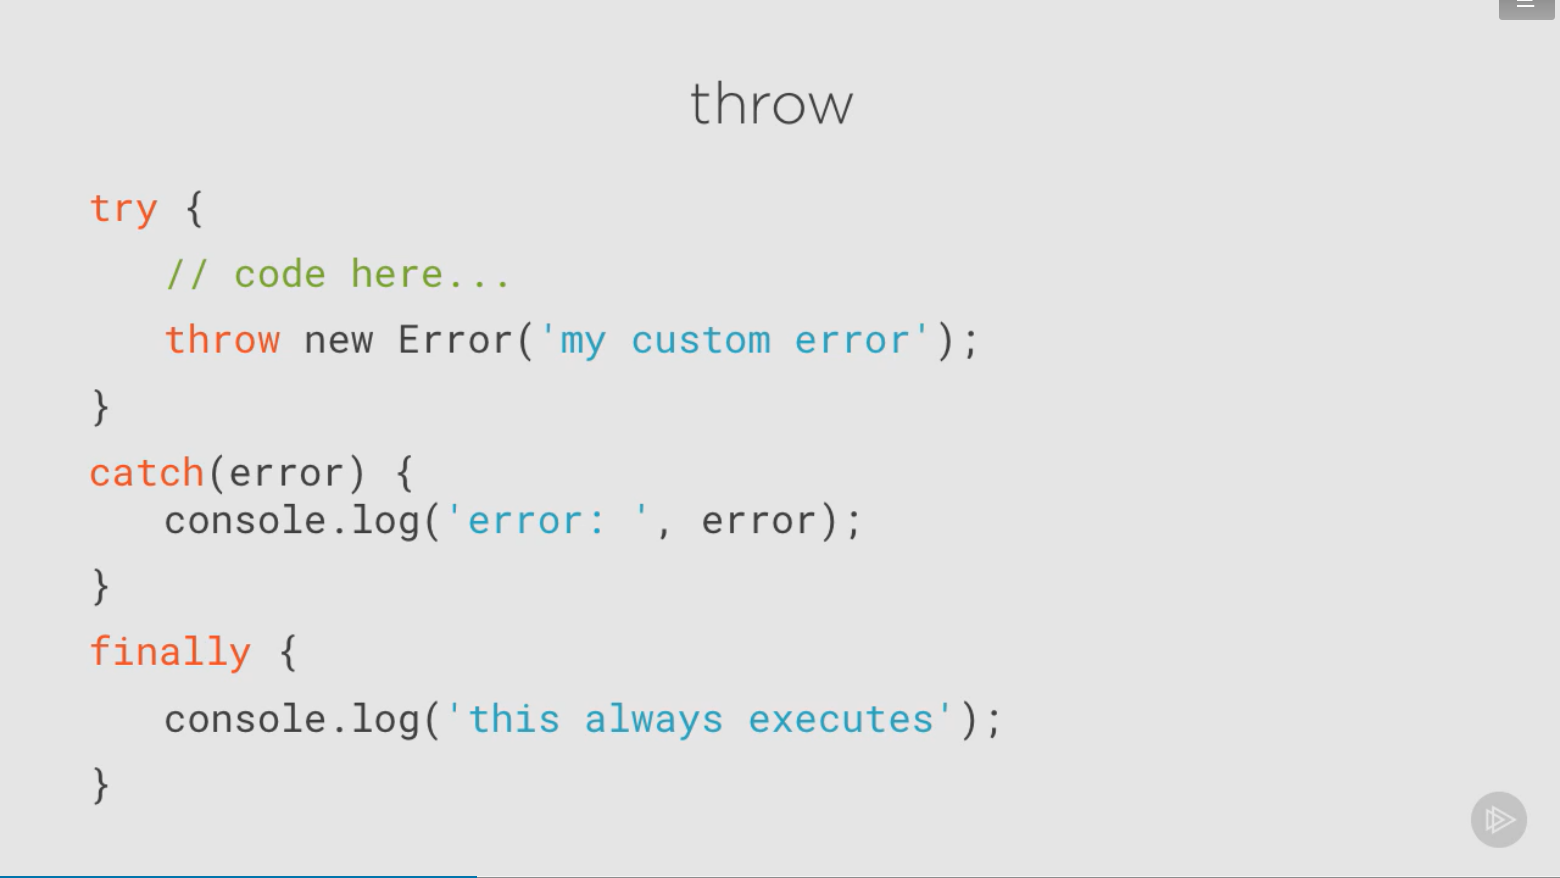 throw
try {
// code here...
throw new Error('my custom error');
}
catch(error) {
console.log('error: ', error);
}
finally {
console.log('this always executes');
}